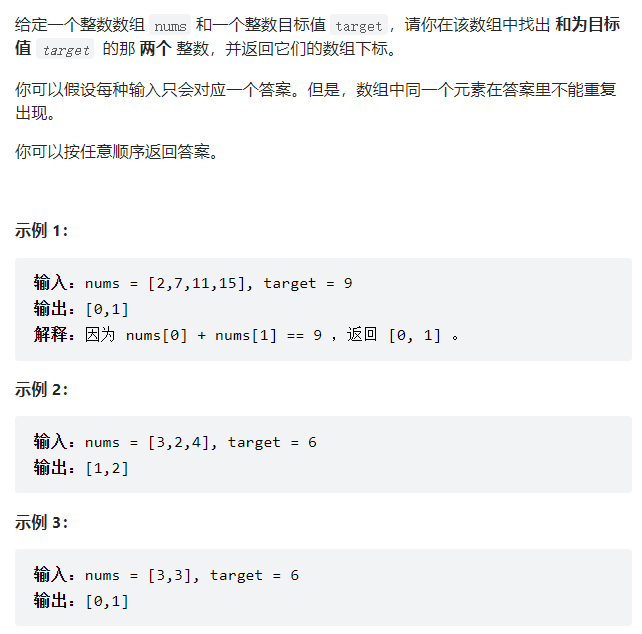 给定一个整数数组 nums 和一个整数目标值 target，请你在该数组中找出 和为目标
值 target 的那 两个 整数，并返回它们的数组下标。
你可以假设每种输入只会对应一个答案。但是，数组中同一个元素在答案里不能重复
出现。
你可以按任意顺序返回答案。
示例 1：
输入：nums = [2,7,11,15], target = 9
输出：[0,1]
解释：因为 nums[0] + nums[1] == 9 ，返回 [0, 1] 。
示例 2：
输入：nums = [3,2,4], target = 6
输出：[1,2]
示例 3：
输入：nums = [3,3], target = 6
输出：[0,1]